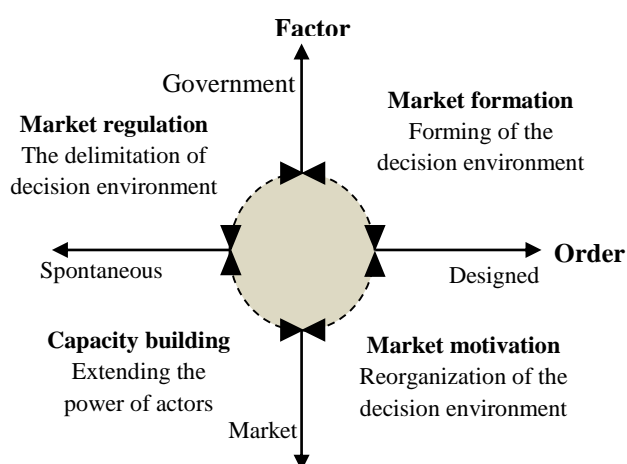 Factor
Government
Market regulation
The delimitation of
decision environment
Market formation
Forming of the
decision environment
Spontaneous
Designed
Order
Capacity building
Extending the
power of actors
Market motivation
Reorganization of the
decision environment
Market